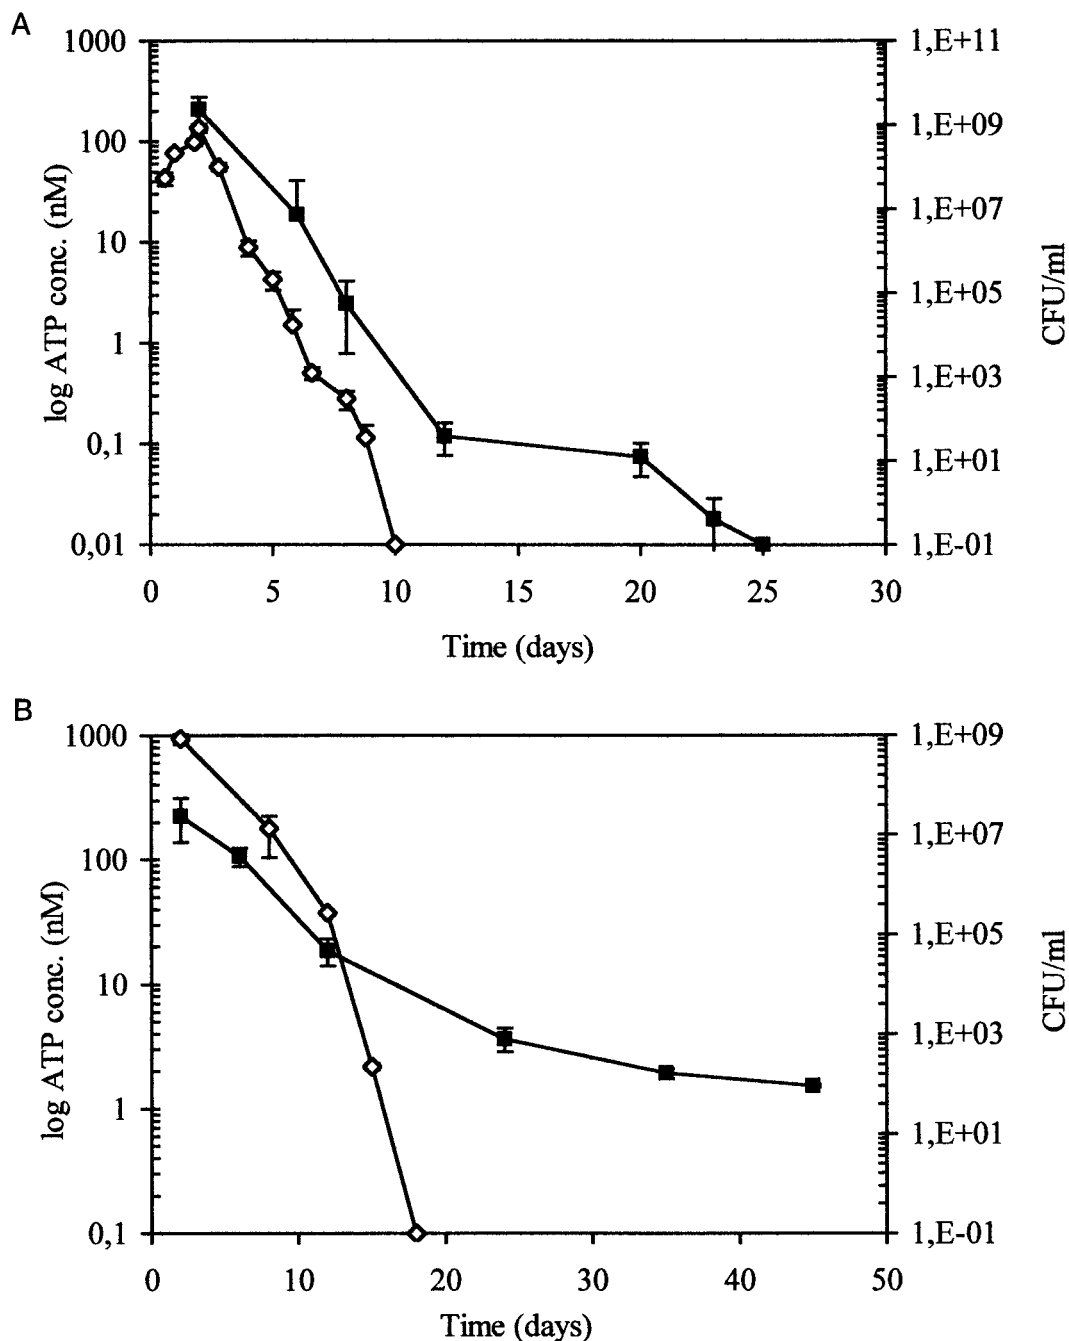 A
1000
100
10
1
0,1
0,01
log ATP conc. (nM)
1,E+11
1,E+09
1,E+07
1,E+05
1,E+03
1,E+01
1,E-01
CFU/ml
0 5 10 15 20 25 30
Time (days)
B
1000
100
10
1
0,1
log ATP conc. (nM)
1,E+09
1,E+07
1,E+05
1,E+03
1,E+01
1,E-01
CFU/ml
0 10 20 30 40 50
Time (days)